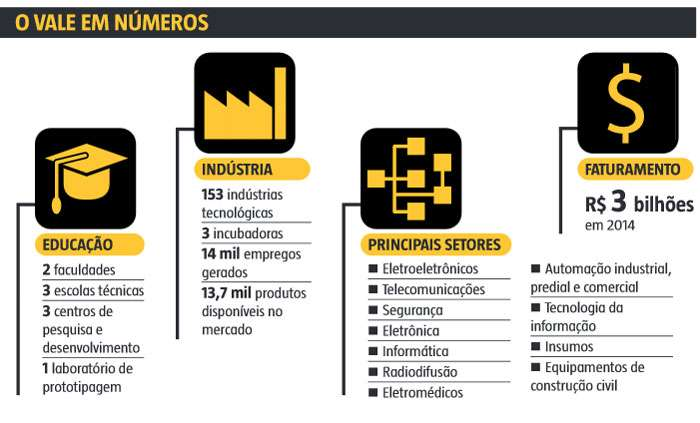 O VALE EM NÚMEROS
EDUCAÇÃO
2 faculdades
3 escolas técnicas
3 centros de
pesquisa e
desenvolvimento
1 laboratório de
prototipagem
INDÚSTRIA
153 indústrias
tecnológicas
3 incubadoras
14 mil empregos
gerados
13,7 mil produtos
disponíveis no
mercado
PRINCIPAIS SETORES
Eletroeletrônicos
Telecomunicações
Segurança
Eletrônica
Informática
Radiodifusão
Eletromédicos
Automação industrial,
predial e comercial
Tecnologia da
informação
Insumos
Equipamentos de
construção civil
$
FATURAMENTO
R$ 3 bilhões
em 2014